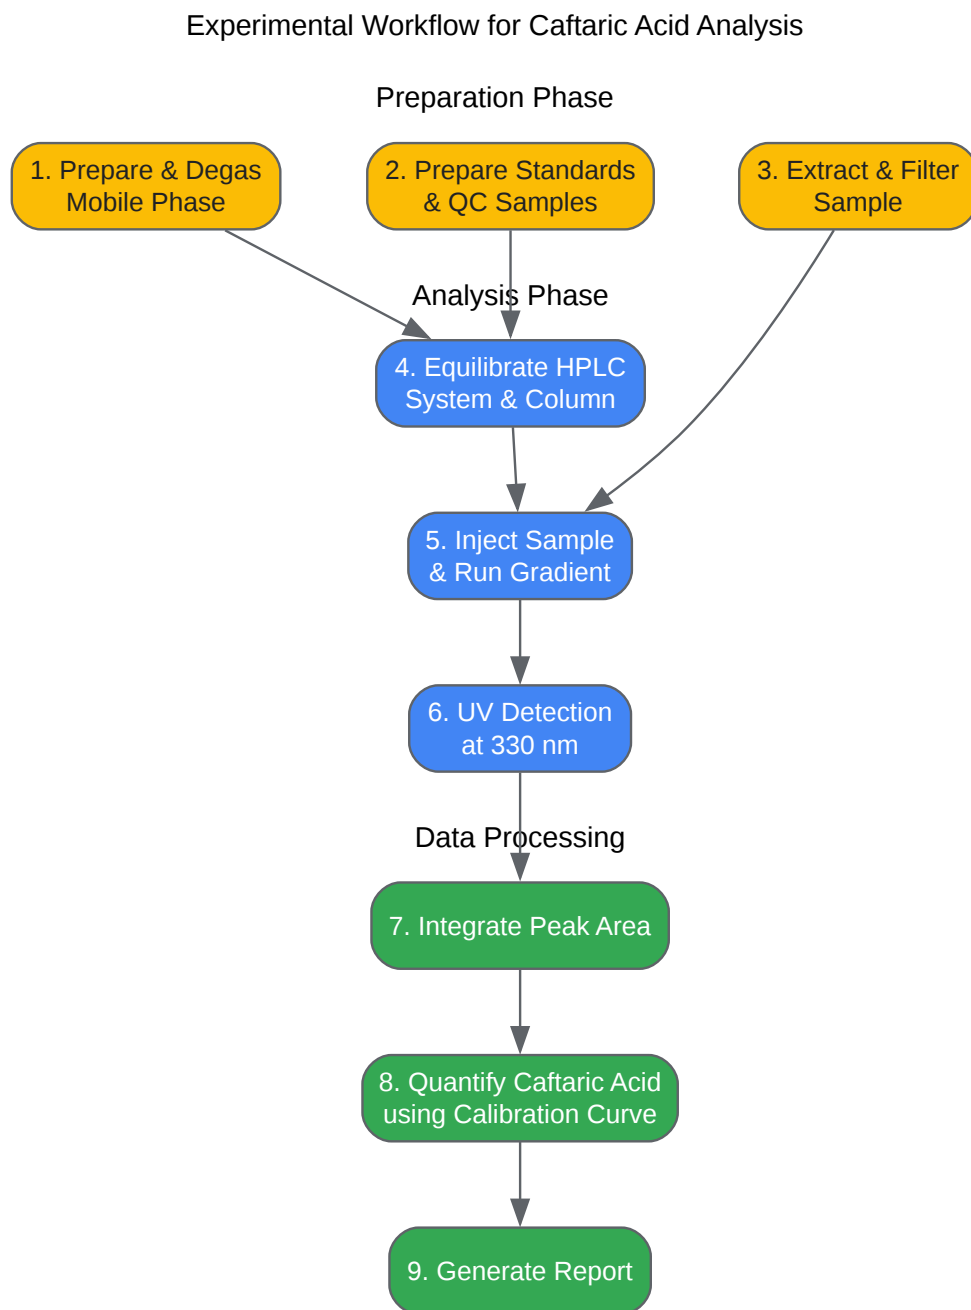 Experimental Workflow for Caftaric Acid Analysis
Preparation Phase
1. Prepare & Degas
Mobile Phase
2. Prepare Standards
& QC Samples
3. Extract & Filter
Sample
Analysis Phase
4. Equilibrate HPLC
System & Column
5. Inject Sample
& Run Gradient
6. UV Detection
at 330 nm
Data Processing
7. Integrate Peak Area
8. Quantify Caftaric Acid
using Calibration Curve
9. Generate Report